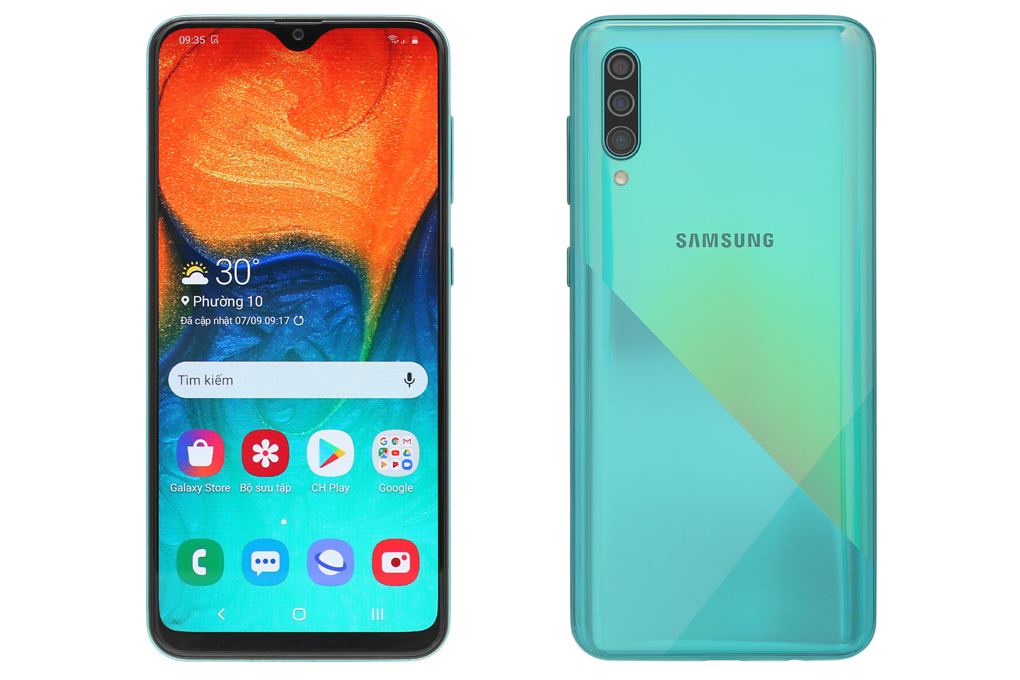 09:35
30°
Phường 10
Đã cập nhật 07/09 09:17
Tìm kiếm
Galaxy Store
Bộ sưu tập
CH Play
Google
SAMSUNG